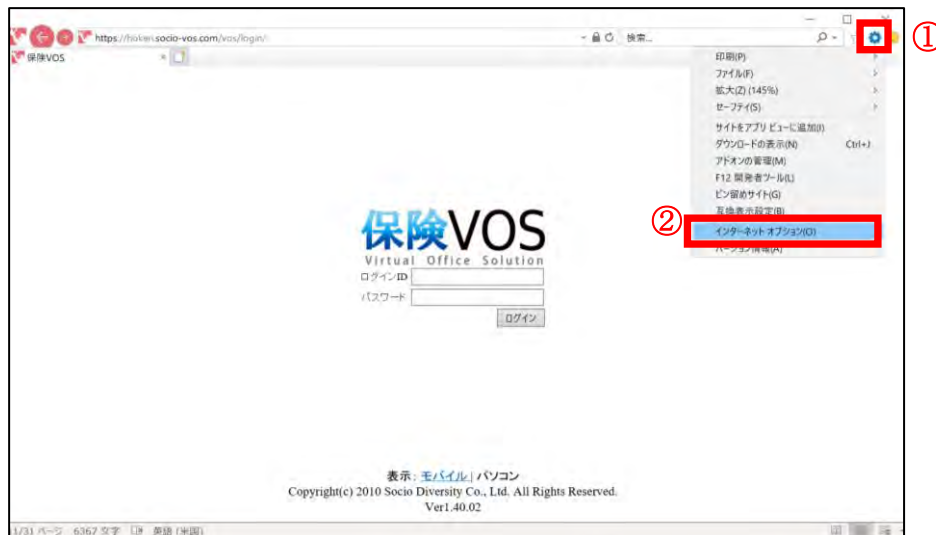 ①
https://hoken.socio-vos.com/vos/login/
検索...
保険VOS
印刷(P)
ファイル(F)
拡大(Z) (145%)
セーフティ(S)
サイトをアプリ ビューに追加(I)
ダウンロードの表示(N) Ctrl+J
アドオンの管理(M)
F12 開発者ツール(L)
ピン留めサイト(G)
互換表示設定(B)
②
インターネット オプション(O)
バージョン情報(A)
保険VOS
Virtual Office Solution
ログインID
パスワード
ログイン
表示: モバイル | パソコン
Copyright(c) 2010 Socio Diversity Co., Ltd. All Rights Reserved.
Ver1.40.02
1/31 ページ 6367 文字 英語 (米国)